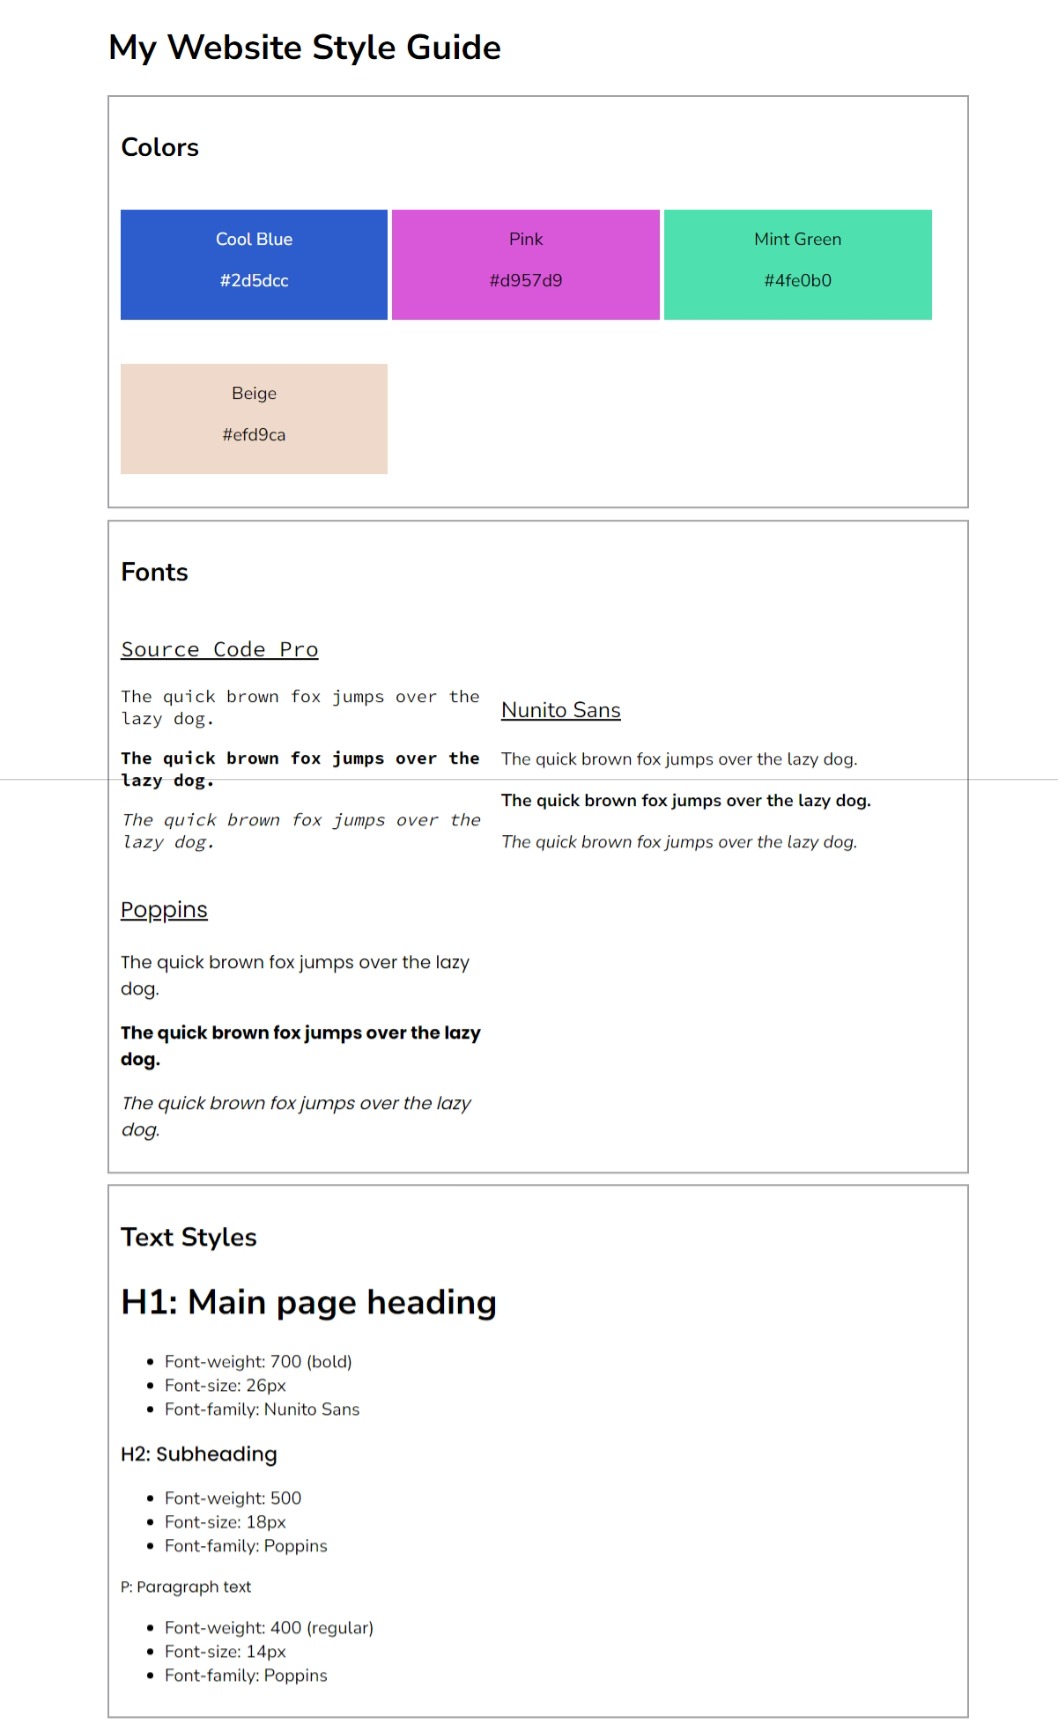 My Website Style Guide
Colors
Cool Blue
#2d5dcc
Pink
#d957d9
Mint Green
#4fe0b0
Beige
#efd9ca
Fonts
Source Code Pro
The quick brown fox jumps over the
lazy dog.
The quick brown fox jumps over the
lazy dog.
The quick brown fox jumps over the
lazy dog.
Nunito Sans
The quick brown fox jumps over the lazy dog.
The quick brown fox jumps over the lazy dog.
The quick brown fox jumps over the lazy dog.
Poppins
The quick brown fox jumps over the lazy
dog.
The quick brown fox jumps over the lazy
dog.
The quick brown fox jumps over the lazy
dog.
Text Styles
H1: Main page heading
• Font-weight: 700 (bold)
• Font-size: 26px
• Font-family: Nunito Sans
H2: Subheading
• Font-weight: 500
• Font-size: 18px
• Font-family: Poppins
P: Paragraph text
• Font-weight: 400 (regular)
• Font-size: 14px
• Font-family: Poppins